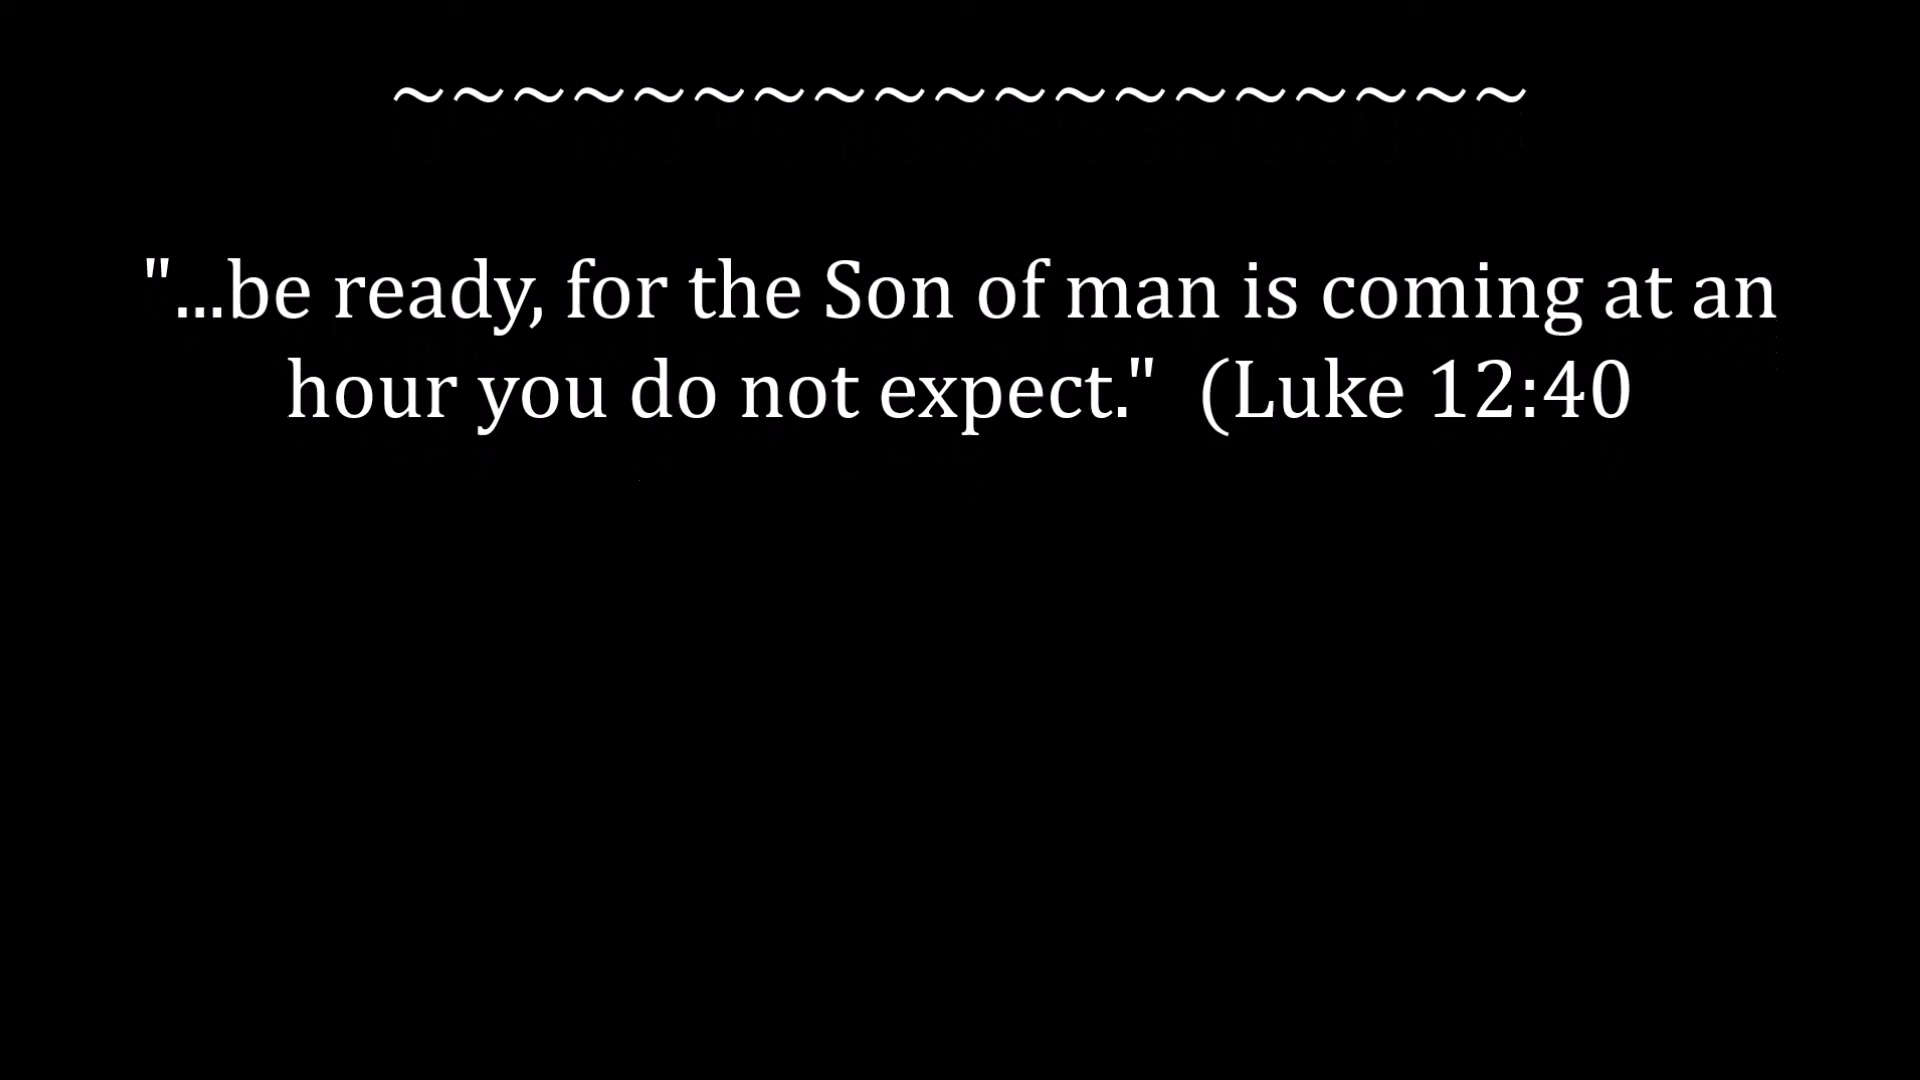 ~~~~~~~~~~~~~~~~~~~
"...be ready, for the Son of man is coming at an
hour you do not expect."  (Luke 12:40